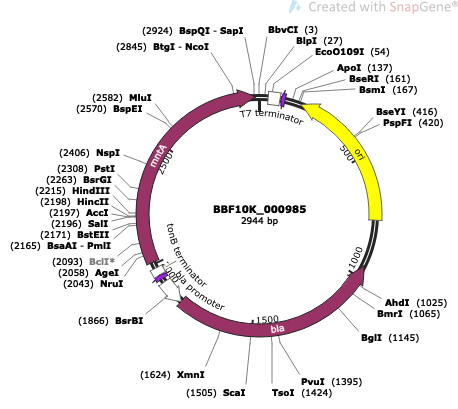 Created with SnapGene®
(2924) BspQI - SapI
(2845) BtgI - NcoI
BbvCI (3)
BlpI (27)
EcoO109I (54)
ApoI (137)
BseRI (161)
BsmI (167)
BseYI (416)
PspFI (420)
(2582) MluI
(2570) BspEI
(2406) NspI
(2308) PstI
(2263) BsrGI
(2215) HindIII
(2198) HincII
(2197) AccI
(2196) SalI
(2171) BstEII
(2165) BsaAI - PmlI
(2093) BclI*
(2058) AgeI
(2043) NruI
(1866) BsrBI
(1624) XmnI
(1505) ScaI
TsoI (1424)
PvuI (1395)
BglI (1145)
BmrI (1065)
AhdI (1025)
T7 terminator
mntA
2500
ori
500
BBF10K_000985
2944 bp
tonB terminator
bla promoter
1000
1500
bla